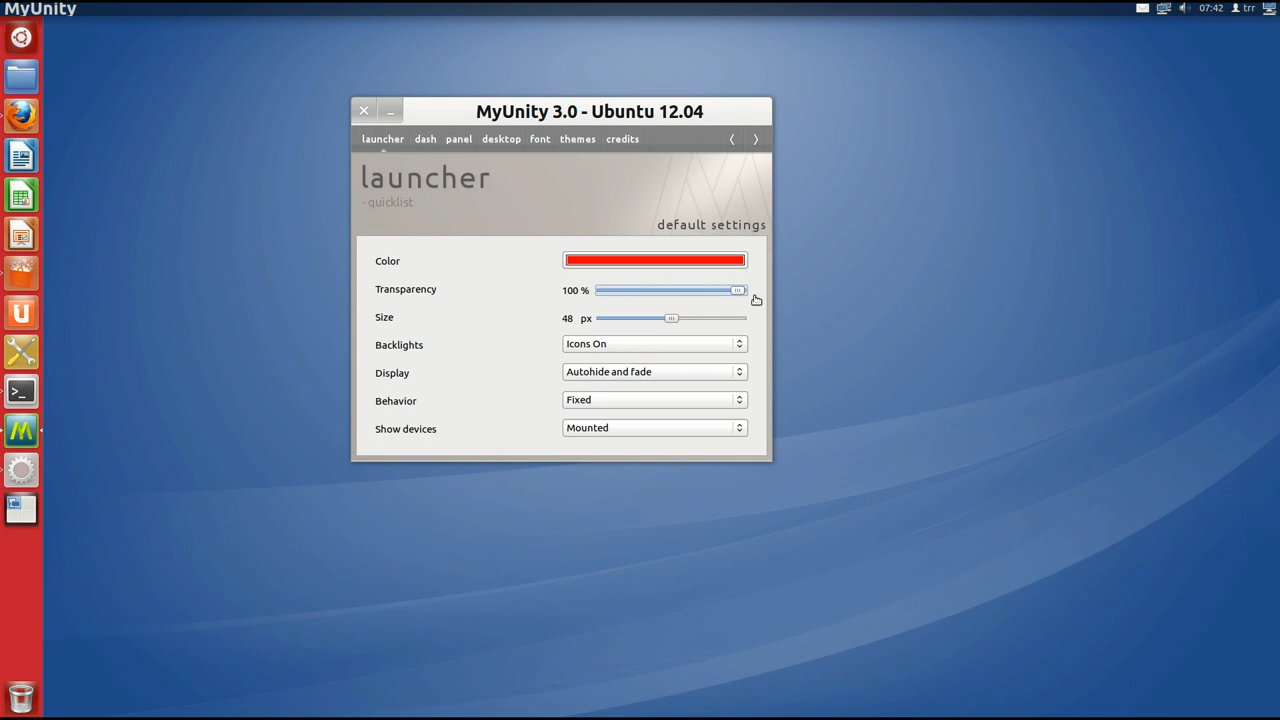 MyUnity
07:42 trr
MyUnity 3.0 - Ubuntu 12.04
launcher dash panel desktop font themes credits
launcher
- quicklist
default settings
Color
Transparency 100 %
Size 48 px
Backlights Icons On
Display Autohide and fade
Behavior Fixed
Show devices Mounted